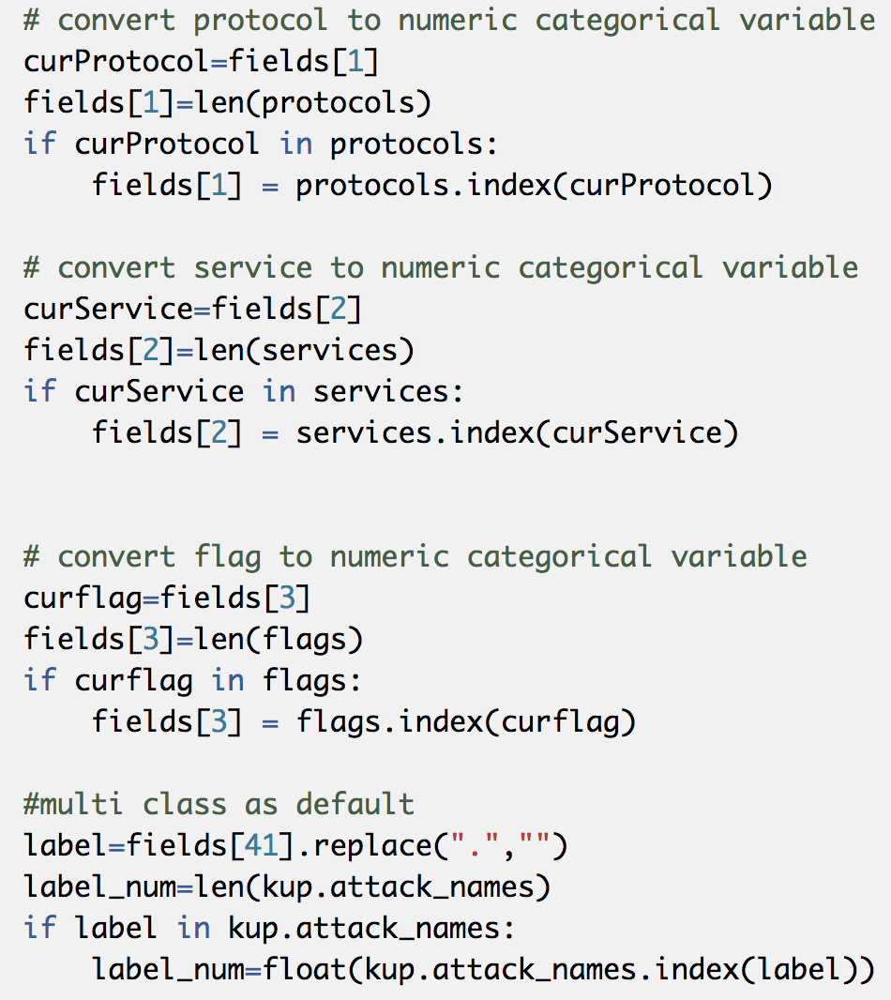 # convert protocol to numeric categorical variable
curProtocol=fields[1]
fields[1]=len(protocols)
if curProtocol in protocols:
    fields[1] = protocols.index(curProtocol)

# convert service to numeric categorical variable
curService=fields[2]
fields[2]=len(services)
if curService in services:
    fields[2] = services.index(curService)

# convert flag to numeric categorical variable
curflag=fields[3]
fields[3]=len(flags)
if curflag in flags:
    fields[3] = flags.index(curflag)

#multi class as default
label=fields[41].replace(".","")
label_num=len(kup.attack_names)
if label in kup.attack_names:
    label_num=float(kup.attack_names.index(label))